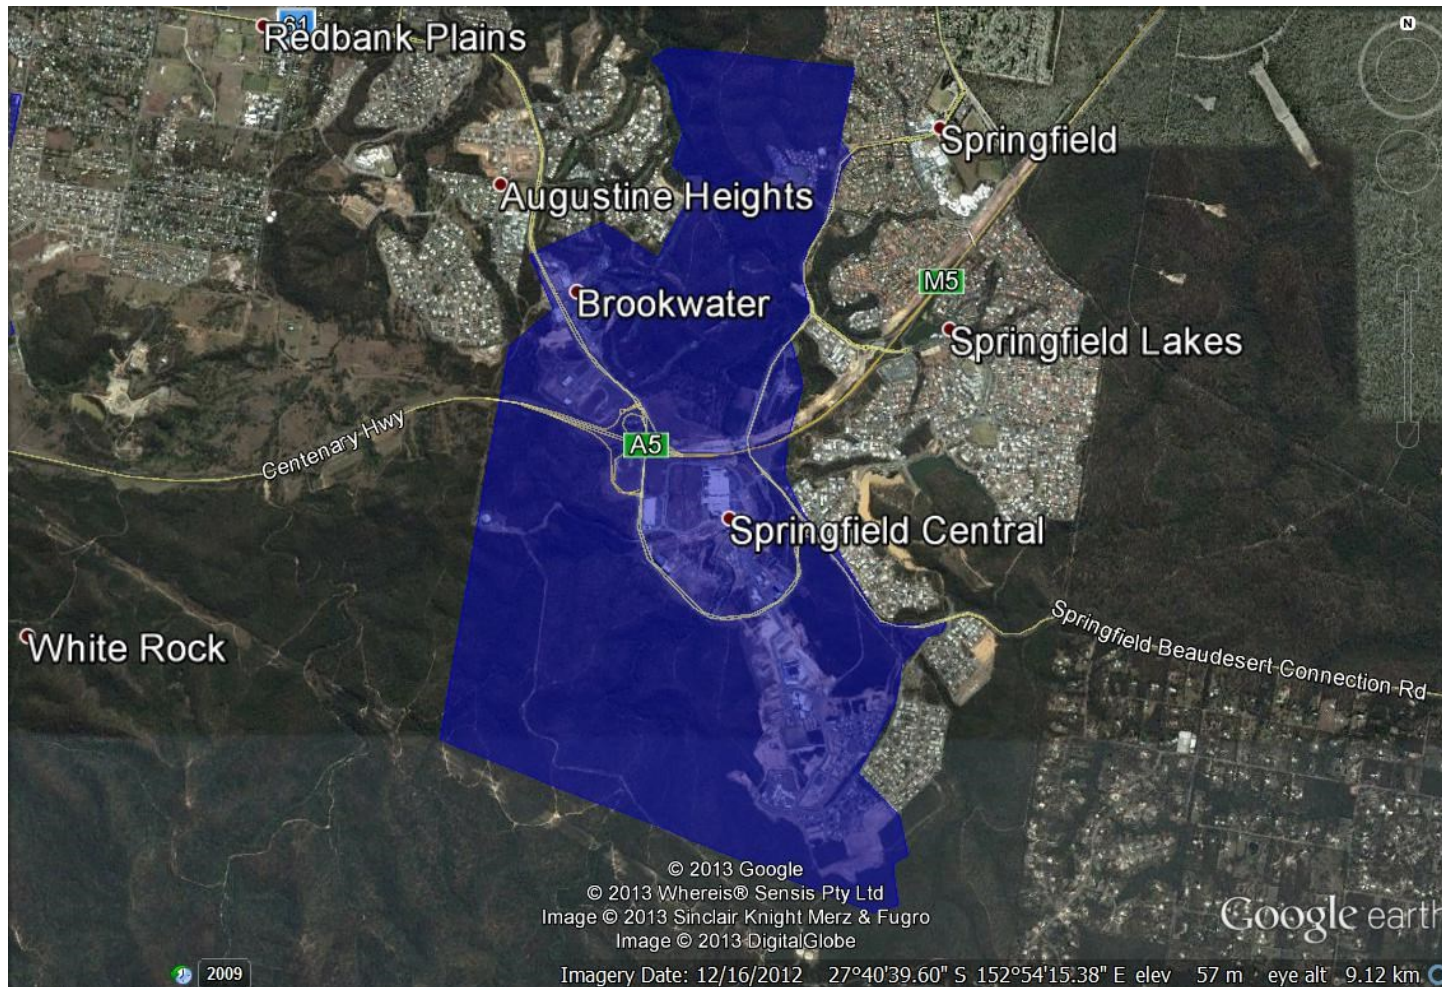 61
Redbank Plains
N
Springfield
Augustine Heights
M5
Brookwater
Springfield Lakes
Centenary Hwy
A5
Springfield Central
White Rock
Springfield Beaudesert Connection Rd
© 2013 Google
© 2013 Whereis® Sensis Pty Ltd
Image © 2013 Sinclair Knight Merz & Fugro
Image © 2013 DigitalGlobe
Google earth
2009
Imagery Date: 12/16/2012 27°40'39.60" S 152°54'15.38" E elev 57 m eye alt 9.12 km